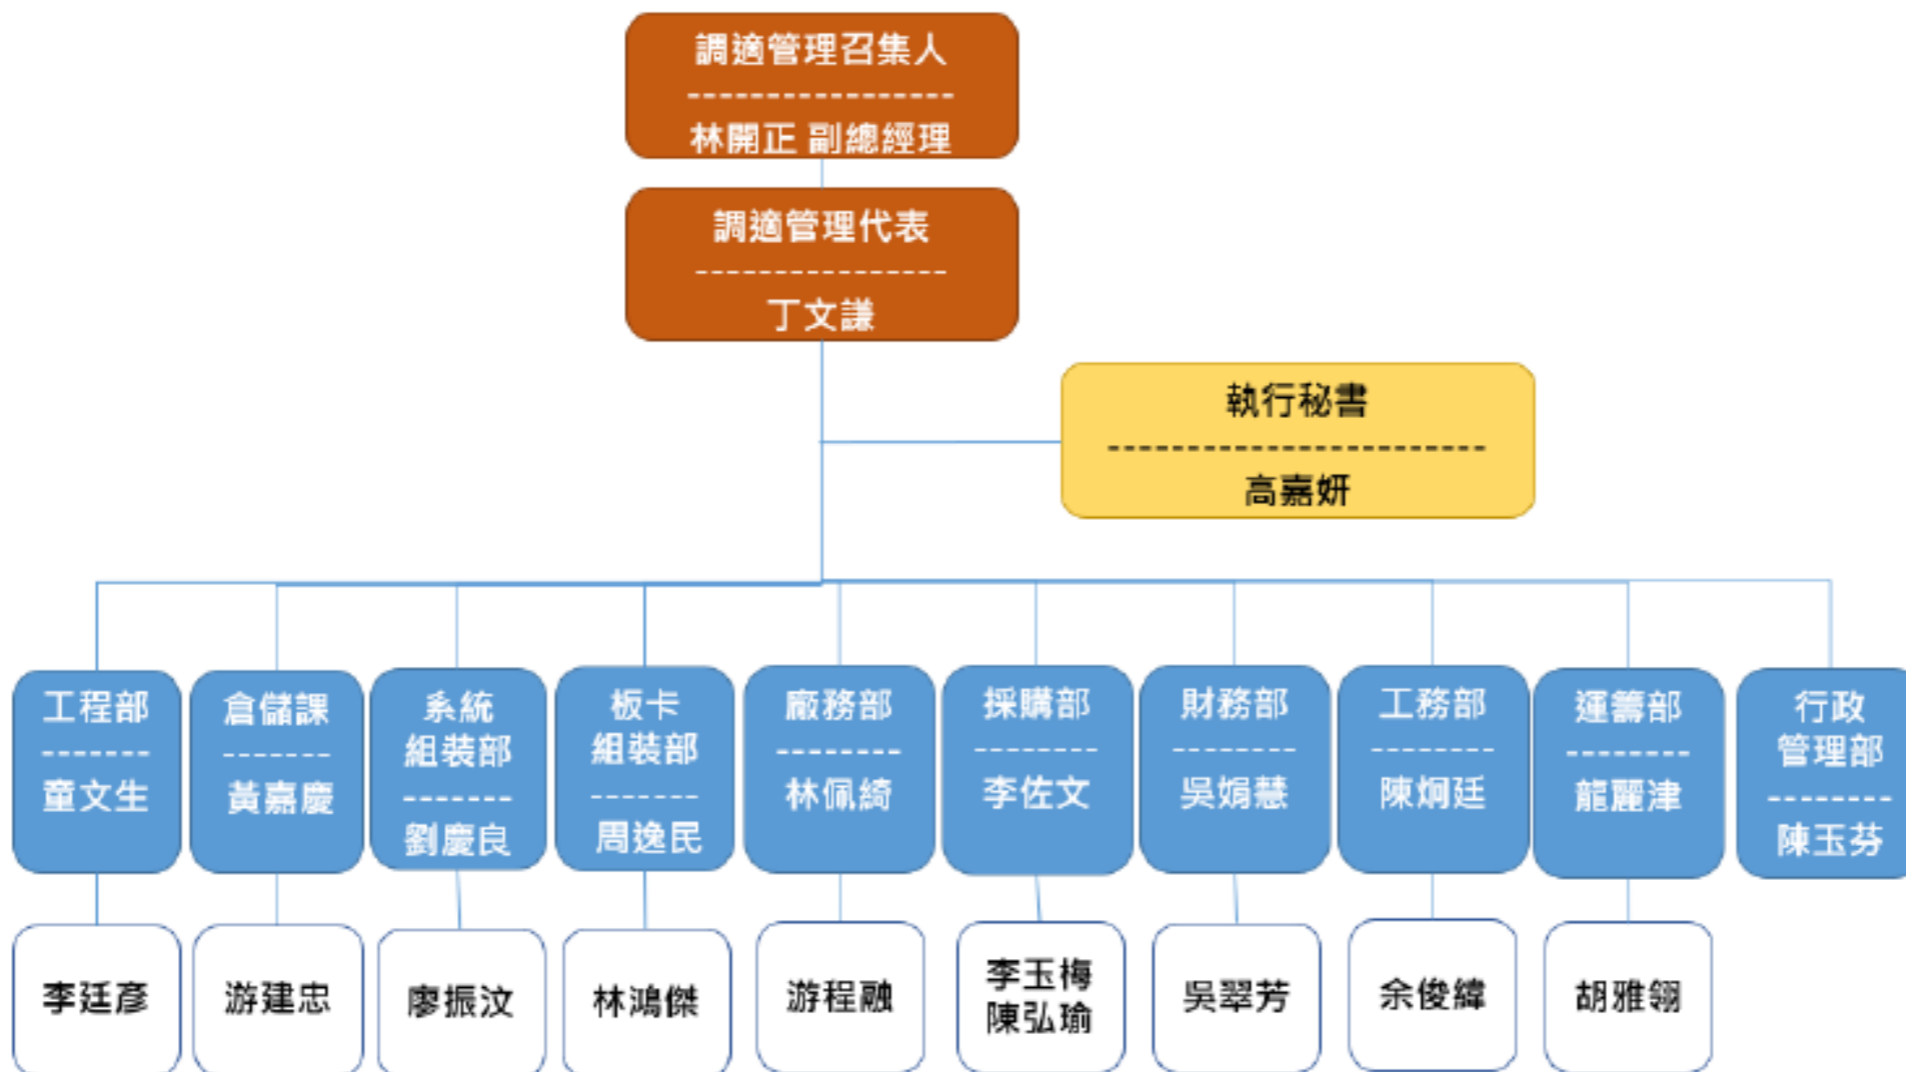 調適管理召集人
-----------------
林開正 副總經理
調適管理代表
----------------
丁文謙
執行秘書
------------------------
高嘉妍
工程部
-------
童文生
倉儲課
-------
黃嘉慶
系統
組裝部
-------
劉慶良
板卡
組裝部
-------
周逸民
廠務部
--------
林佩綺
採購部
--------
李佐文
財務部
--------
吳娟慧
工務部
--------
陳炯廷
運籌部
--------
龍麗津
行政
管理部
--------
陳玉芬
李廷彥
游建忠
廖振汶
林鴻傑
游程融
李玉梅
陳弘瑜
吳翠芳
余俊緯
胡雅翎